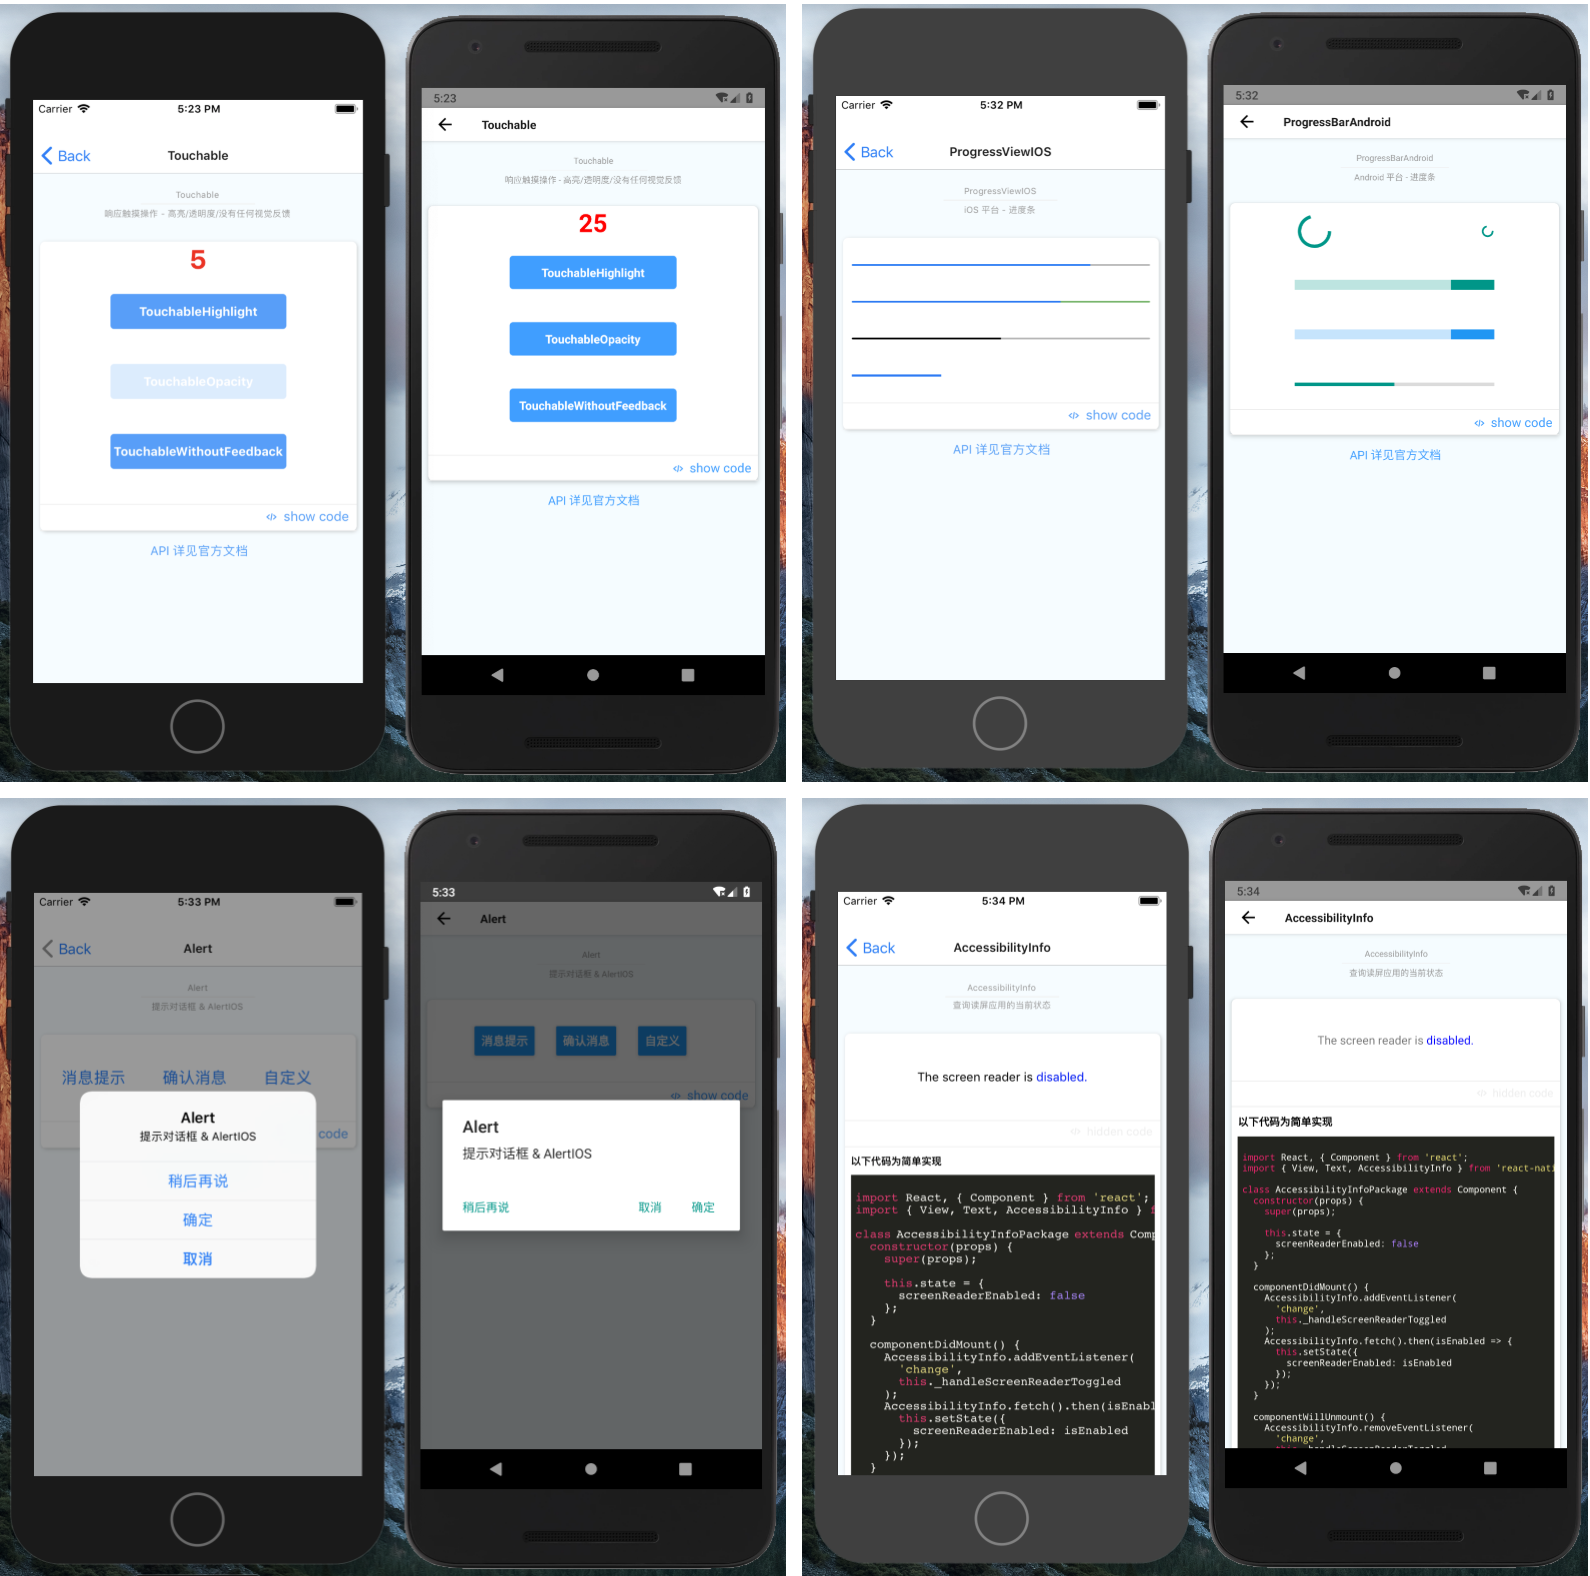 Carrier
5:23 PM
Back
Touchable
Touchable
响应触摸操作 - 高亮/透明度/没有任何视觉反馈
5
TouchableHighlight
TouchableOpacity
TouchableWithoutFeedback
show code
API 详见官方文档
5:23
Touchable
Touchable
响应触摸操作 - 高亮/透明度/没有任何视觉反馈
25
TouchableHighlight
TouchableOpacity
TouchableWithoutFeedback
show code
API 详见官方文档
Carrier
5:32 PM
Back
ProgressViewIOS
ProgressViewIOS
iOS 平台 - 进度条
show code
API 详见官方文档
5:32
ProgressBarAndroid
ProgressBarAndroid
Android 平台 - 进度条
show code
API 详见官方文档
Carrier
5:33 PM
Back
Alert
Alert
提示对话框 & AlertIOS
消息提示 确认消息 自定义
code
Alert
提示对话框 & AlertIOS
稍后再说
确定
取消
5:33
Alert
Alert
提示对话框 & AlertIOS
消息提示 确认消息 自定义
show code
Alert
提示对话框 & AlertIOS
稍后再说 取消 确定
Carrier
5:34 PM
Back
AccessibilityInfo
AccessibilityInfo
查询读屏应用的当前状态
The screen reader is disabled.
hidden code
以下代码为简单实现
import React, { Component } from 'react';
import { View, Text, AccessibilityInfo }
class AccessibilityInfoPackage extends Comp
constructor(props) {
super(props);
this.state = {
screenReaderEnabled: false
};
}
componentDidMount() {
AccessibilityInfo.addEventListener(
'change',
this._handleScreenReaderToggled
);
AccessibilityInfo.fetch().then(isEnabl
this.setState({
screenReaderEnabled: isEnabled
});
});
}
5:34
AccessibilityInfo
AccessibilityInfo
查询读屏应用的当前状态
The screen reader is disabled.
hidden code
以下代码为简单实现
import React, { Component } from 'react';
import { View, Text, AccessibilityInfo } from 'react-nati
class AccessibilityInfoPackage extends Component {
constructor(props) {
super(props);
this.state = {
screenReaderEnabled: false
};
}
componentDidMount() {
AccessibilityInfo.addEventListener(
'change',
this._handleScreenReaderToggled
);
AccessibilityInfo.fetch().then(isEnabled => {
this.setState({
screenReaderEnabled: isEnabled
});
});
}
componentWillUnmount() {
AccessibilityInfo.removeEventListener(
'change',